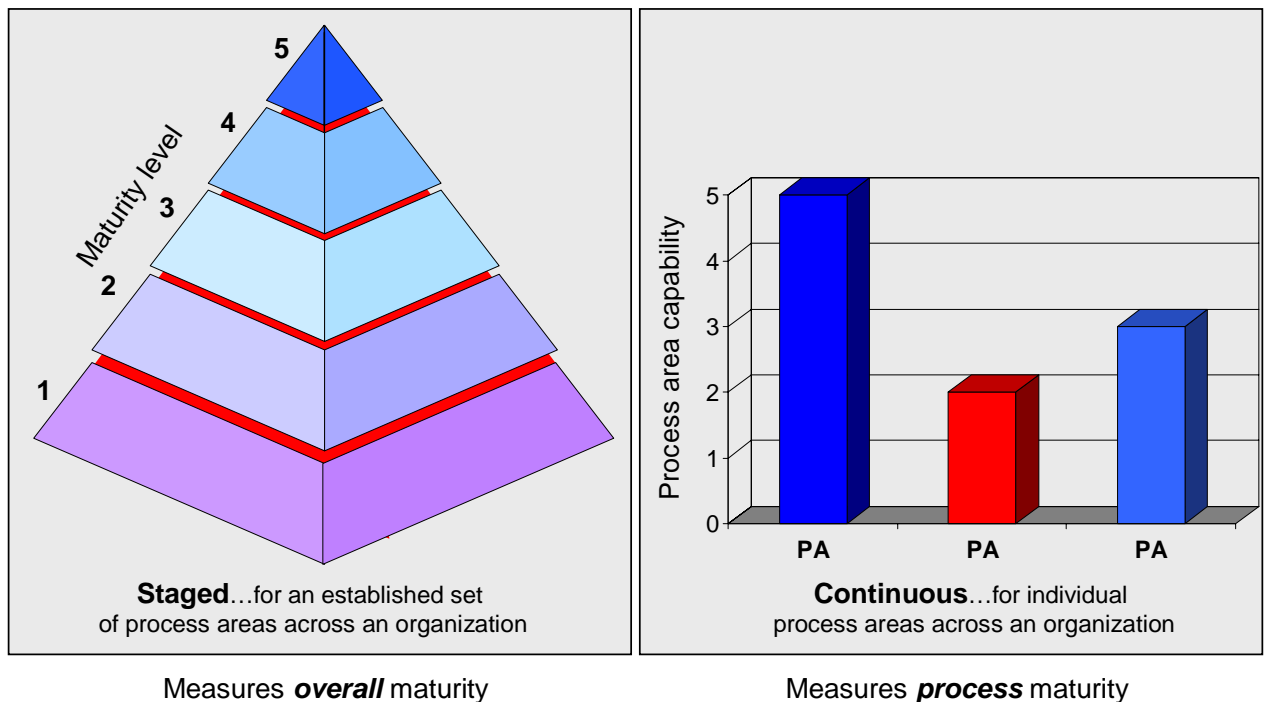 5
4
3
2
1
Maturity level
Staged…for an established set
of process areas across an organization
Measures overall maturity
Process area capability
5
4
3
2
1
0
PA PA PA
Continuous…for individual
process areas across an organization
Measures process maturity